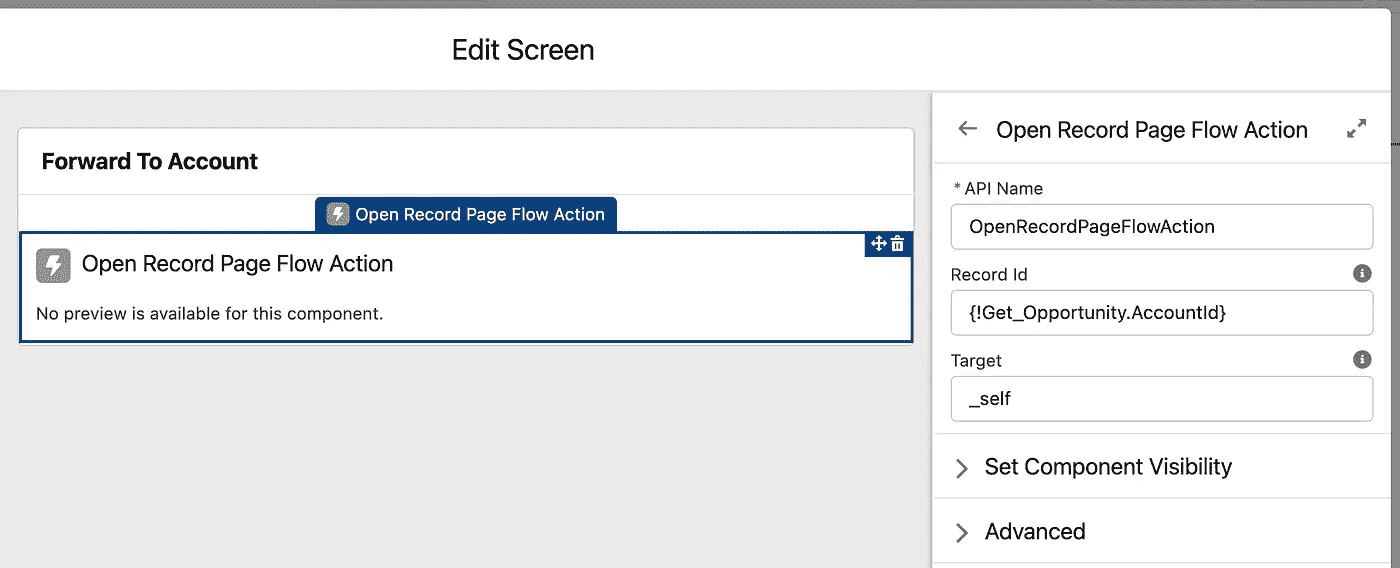 Edit Screen
Forward To Account
Open Record Page Flow Action
Open Record Page Flow Action
No preview is available for this component.
Open Record Page Flow Action
* API Name
OpenRecordPageFlowAction
Record Id
{!Get_Opportunity.AccountId}
Target
_self
Set Component Visibility
Advanced